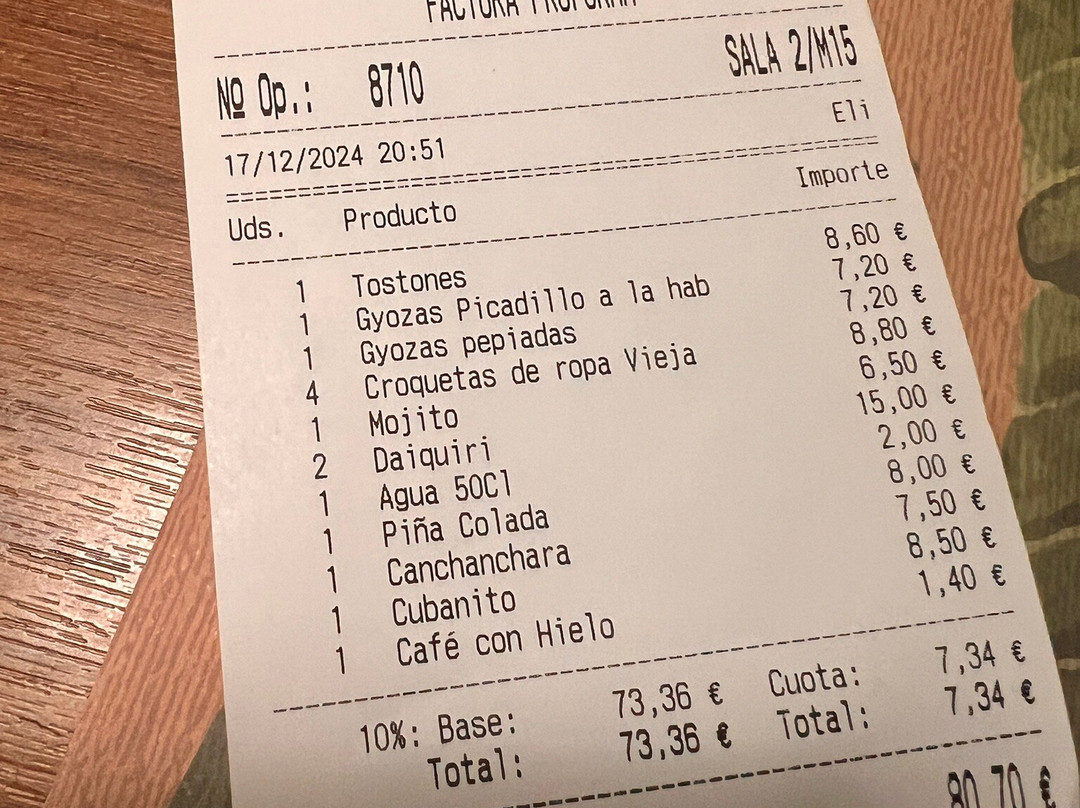 FACTURA PROFORMA
Nº Op.: 8710 SALA 2/M15
17/12/2024 20:51 Eli
Uds. Producto Importe
1 Tostones 8,60 €
1 Gyozas Picadillo a la hab 7,20 €
1 Gyozas pepiadas 7,20 €
4 Croquetas de ropa Vieja 8,80 €
1 Mojito 6,50 €
2 Daiquiri 15,00 €
1 Agua 50Cl 2,00 €
1 Piña Colada 8,00 €
1 Canchanchara 7,50 €
1 Cubanito 8,50 €
1 Café con Hielo 1,40 €
10%: Base: 73,36 € Cuota: 7,34 €
Total: 73,36 € Total: 7,34 €
80,70 €